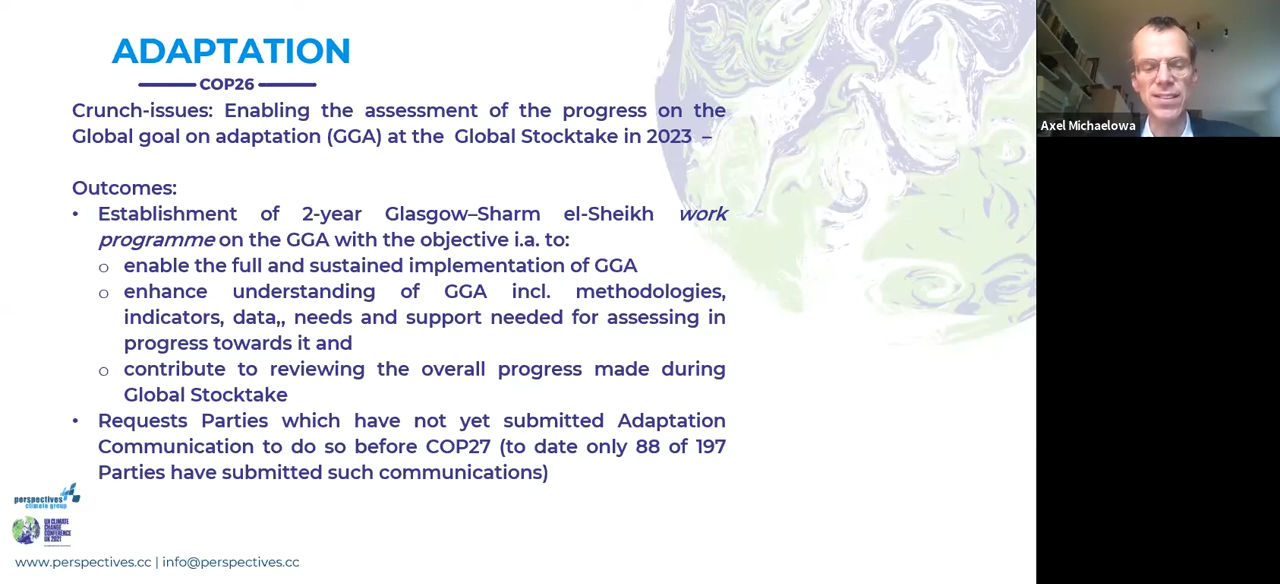 ADAPTATION
COP26
Crunch-issues: Enabling the assessment of the progress on the
Global goal on adaptation (GGA) at the Global Stocktake in 2023 –
Outcomes:
• Establishment of 2-year Glasgow–Sharm el-Sheikh work
programme on the GGA with the objective i.a. to:
o enable the full and sustained implementation of GGA
o enhance understanding of GGA incl. methodologies,
indicators, data,, needs and support needed for assessing in
progress towards it and
o contribute to reviewing the overall progress made during
Global Stocktake
• Requests Parties which have not yet submitted Adaptation
Communication to do so before COP27 (to date only 88 of 197
Parties have submitted such communications)
perspectives
climate group
UN CLIMATE
CHANGE
CONFERENCE
UK 2021
www.perspectives.cc | info@perspectives.cc
Axel Michaelowa